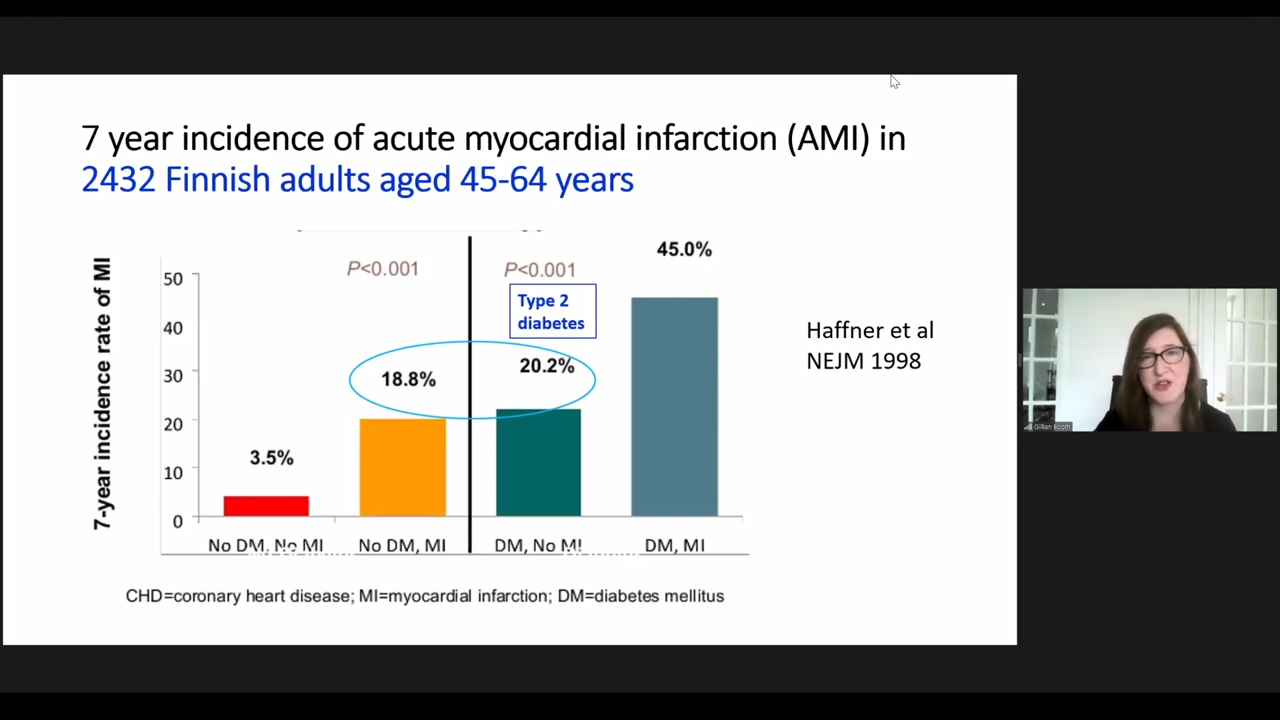 7 year incidence of acute myocardial infarction (AMI) in
2432 Finnish adults aged 45-64 years
7-year incidence rate of MI
50
40
30
20
10
0
P<0.001
P<0.001
Type 2
diabetes
3.5%
18.8%
20.2%
45.0%
No DM, No MI
No DM, MI
DM, No MI
DM, MI
CHD=coronary heart disease; MI=myocardial infarction; DM=diabetes mellitus
Haffner et al
NEJM 1998
Gillian Booth